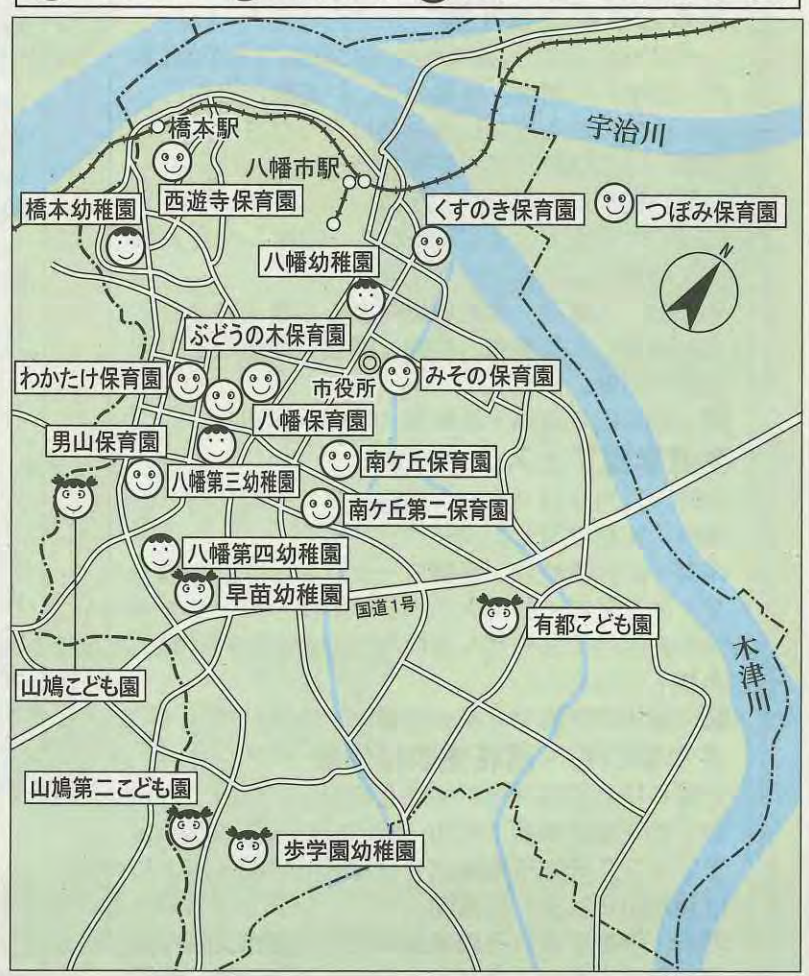 橋本駅
宇治川
八幡市駅
西遊寺保育園
橋本幼稚園
くすのき保育園
つぼみ保育園
N
八幡幼稚園
ぶどうの木保育園
わかたけ保育園
市役所
みその保育園
八幡保育園
男山保育園
南ケ丘保育園
八幡第三幼稚園
南ケ丘第二保育園
八幡第四幼稚園
早苗幼稚園
国道1号
有都こども園
木津川
山鳩こども園
山鳩第二こども園
歩学園幼稚園